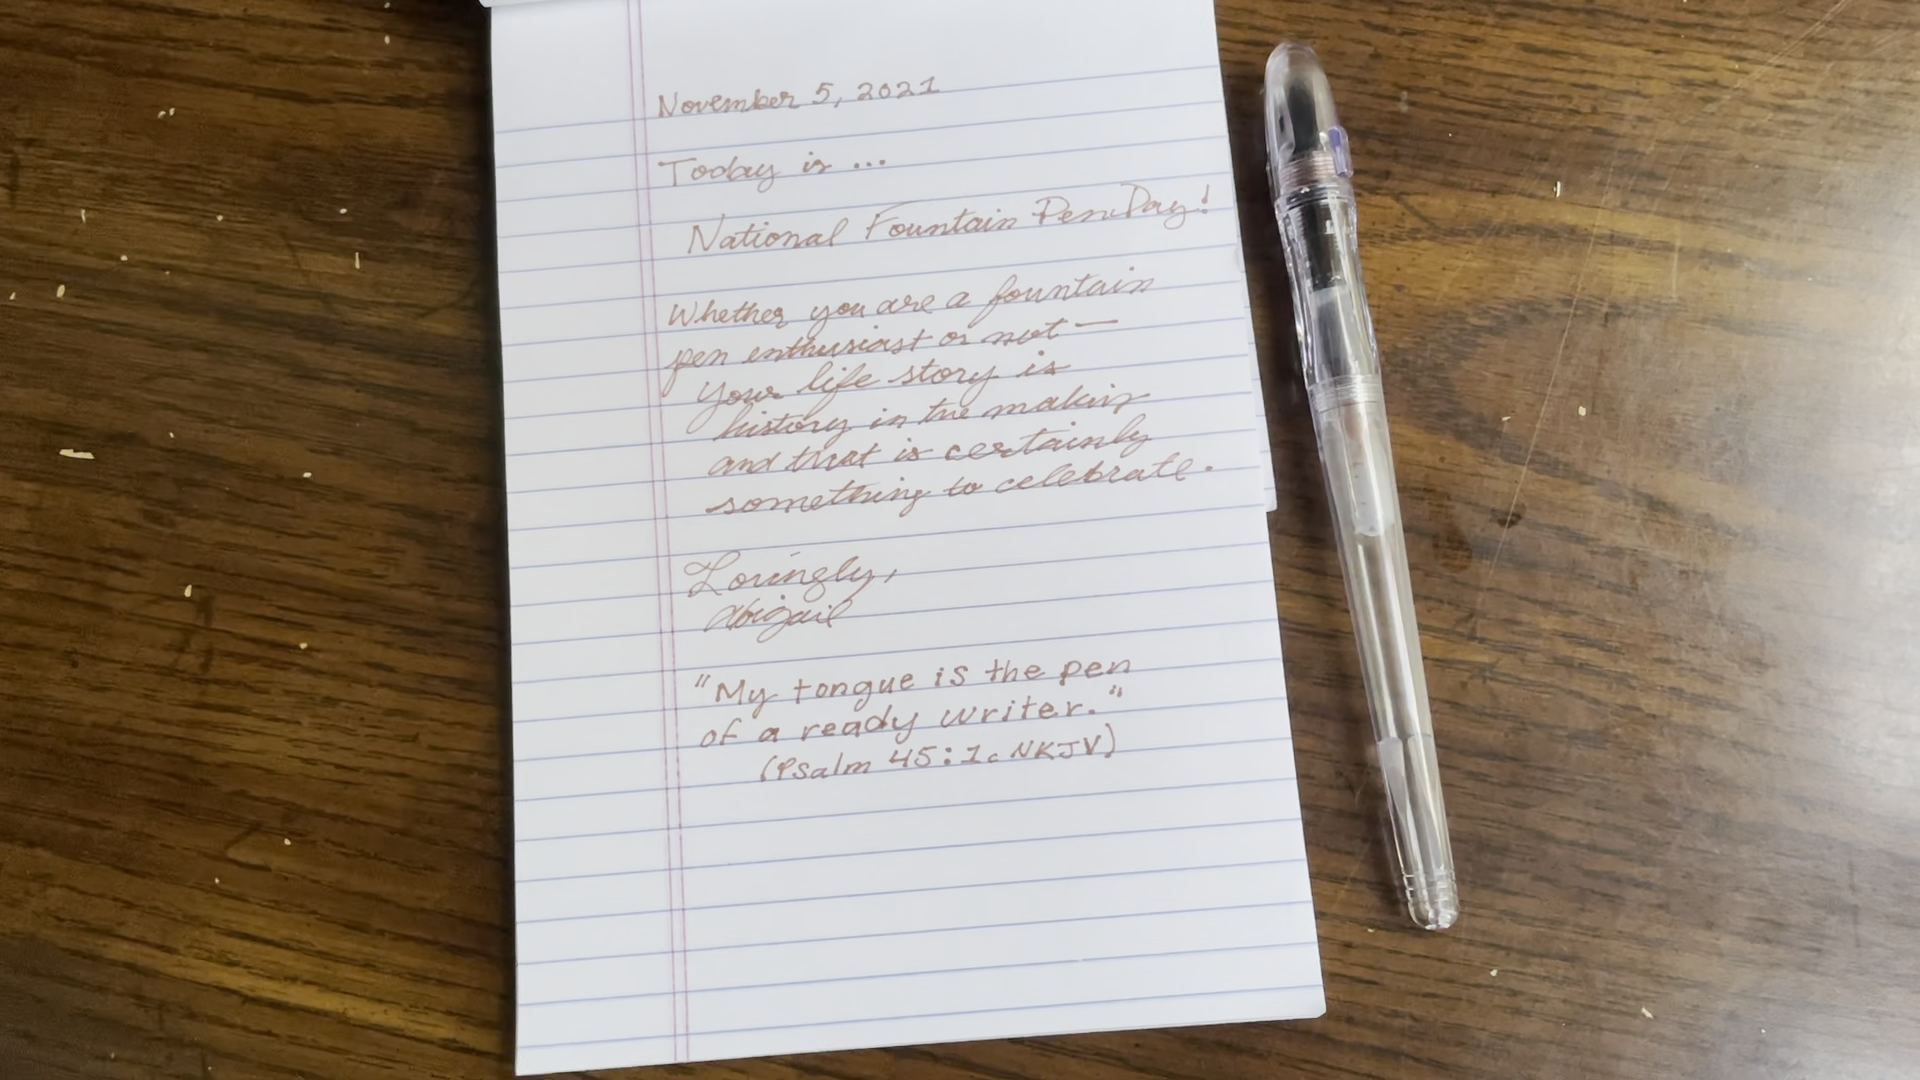 November 5, 2021
Today is ...
National Fountain Pen Day!
Whether you are a fountain
pen enthusiast or not —
your life story is
history in the making
and that is certainly
something to celebrate.
Lovingly,
Abigail
"My tongue is the pen
of a ready writer."
(Psalm 45:1c NKJV)